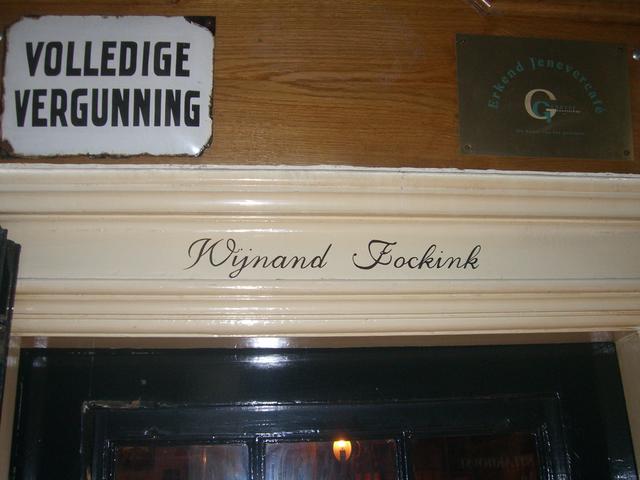 VOLLEDIGE
VERGUNNING
Erkend Jenevercafé
G
Wijnand Fockink